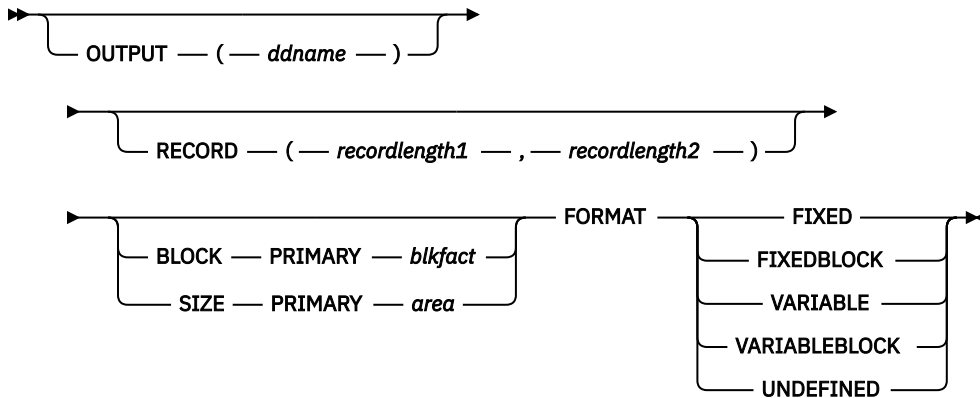 OUTPUT ( ddname )
RECORD ( recordlength1 , recordlength2 )
FORMAT FIXED
BLOCK PRIMARY blkfact FIXEDBLOCK
SIZE PRIMARY area VARIABLE
VARIABLEBLOCK
UNDEFINED